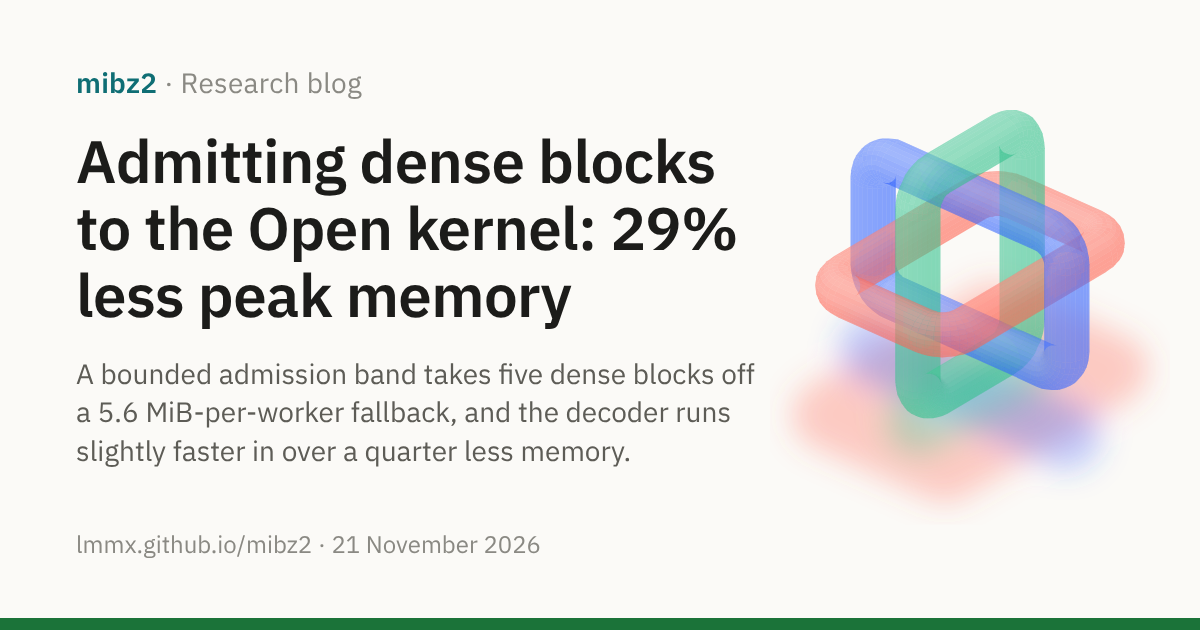 mibz2 · Research blog
Admitting dense blocks
to the Open kernel: 29%
less peak memory
A bounded admission band takes five dense blocks off
a 5.6 MiB-per-worker fallback, and the decoder runs
slightly faster in over a quarter less memory.
lmmx.github.io/mibz2 · 21 November 2026